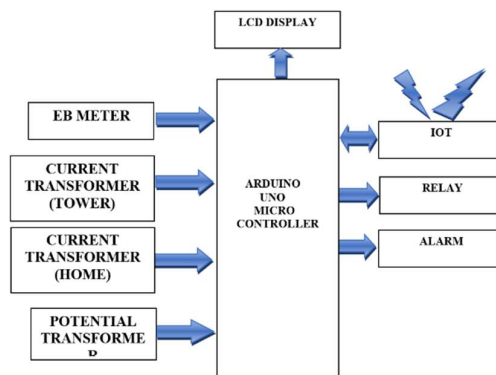 LCD DISPLAY
EB METER
CURRENT
TRANSFORMER
(TOWER)
CURRENT
TRANSFORMER
(HOME)
POTENTIAL
TRANSFORME
R
ARDUINO
UNO
MICRO
CONTROLLER
IOT
RELAY
ALARM